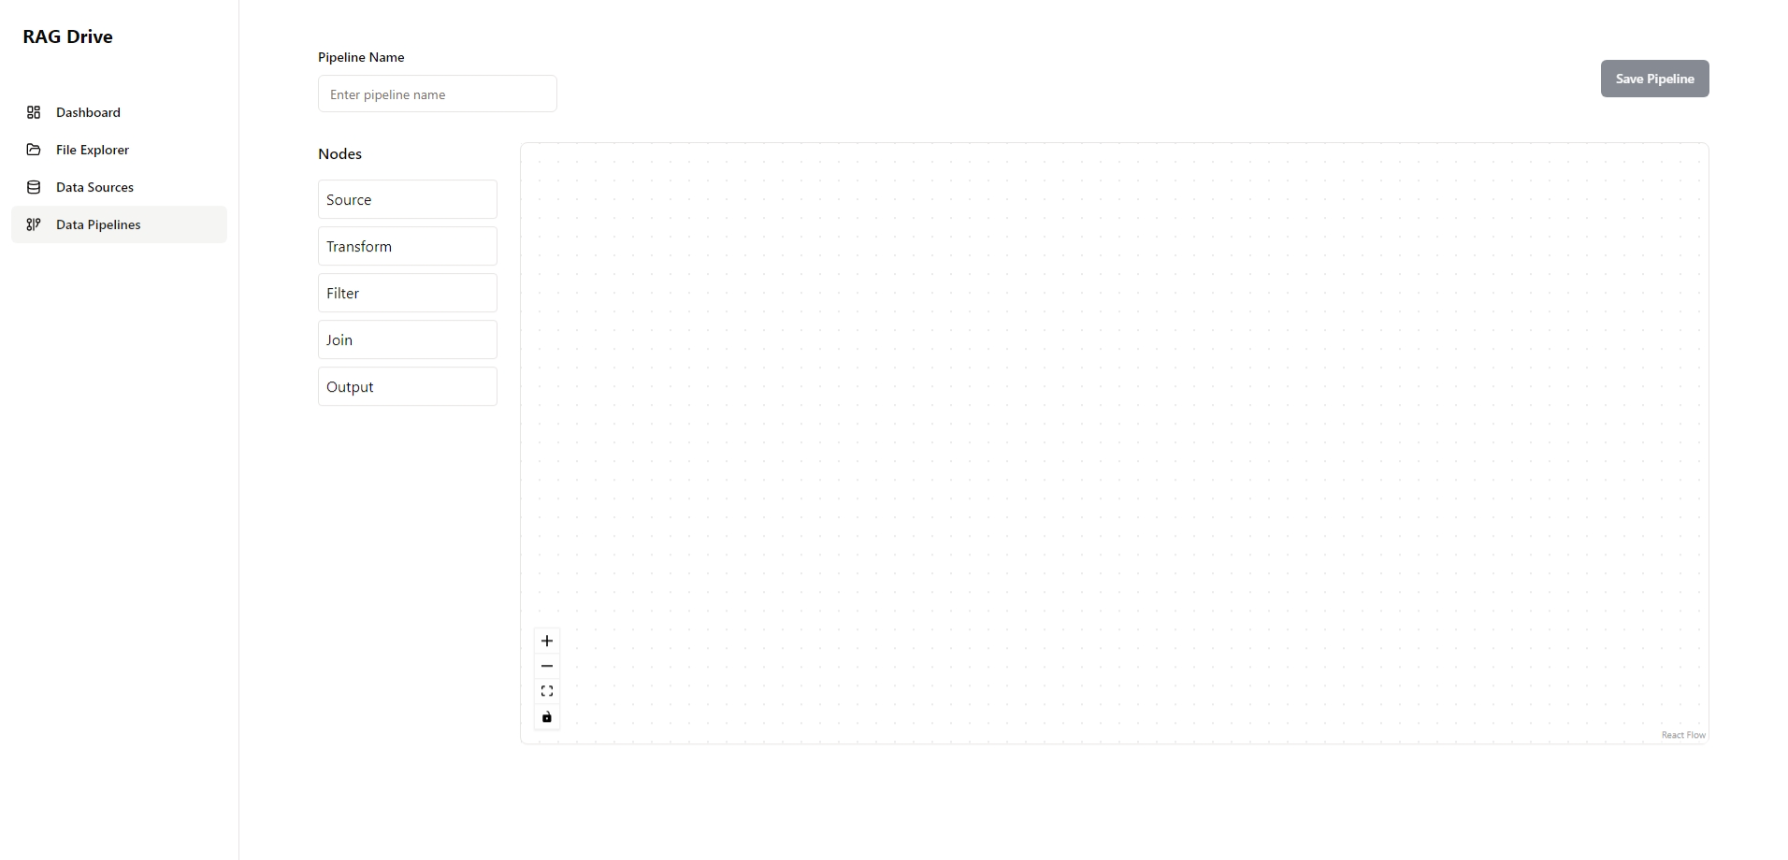 RAG Drive
Dashboard
File Explorer
Data Sources
Data Pipelines
Pipeline Name
Enter pipeline name
Save Pipeline
Nodes
Source
Transform
Filter
Join
Output
React Flow